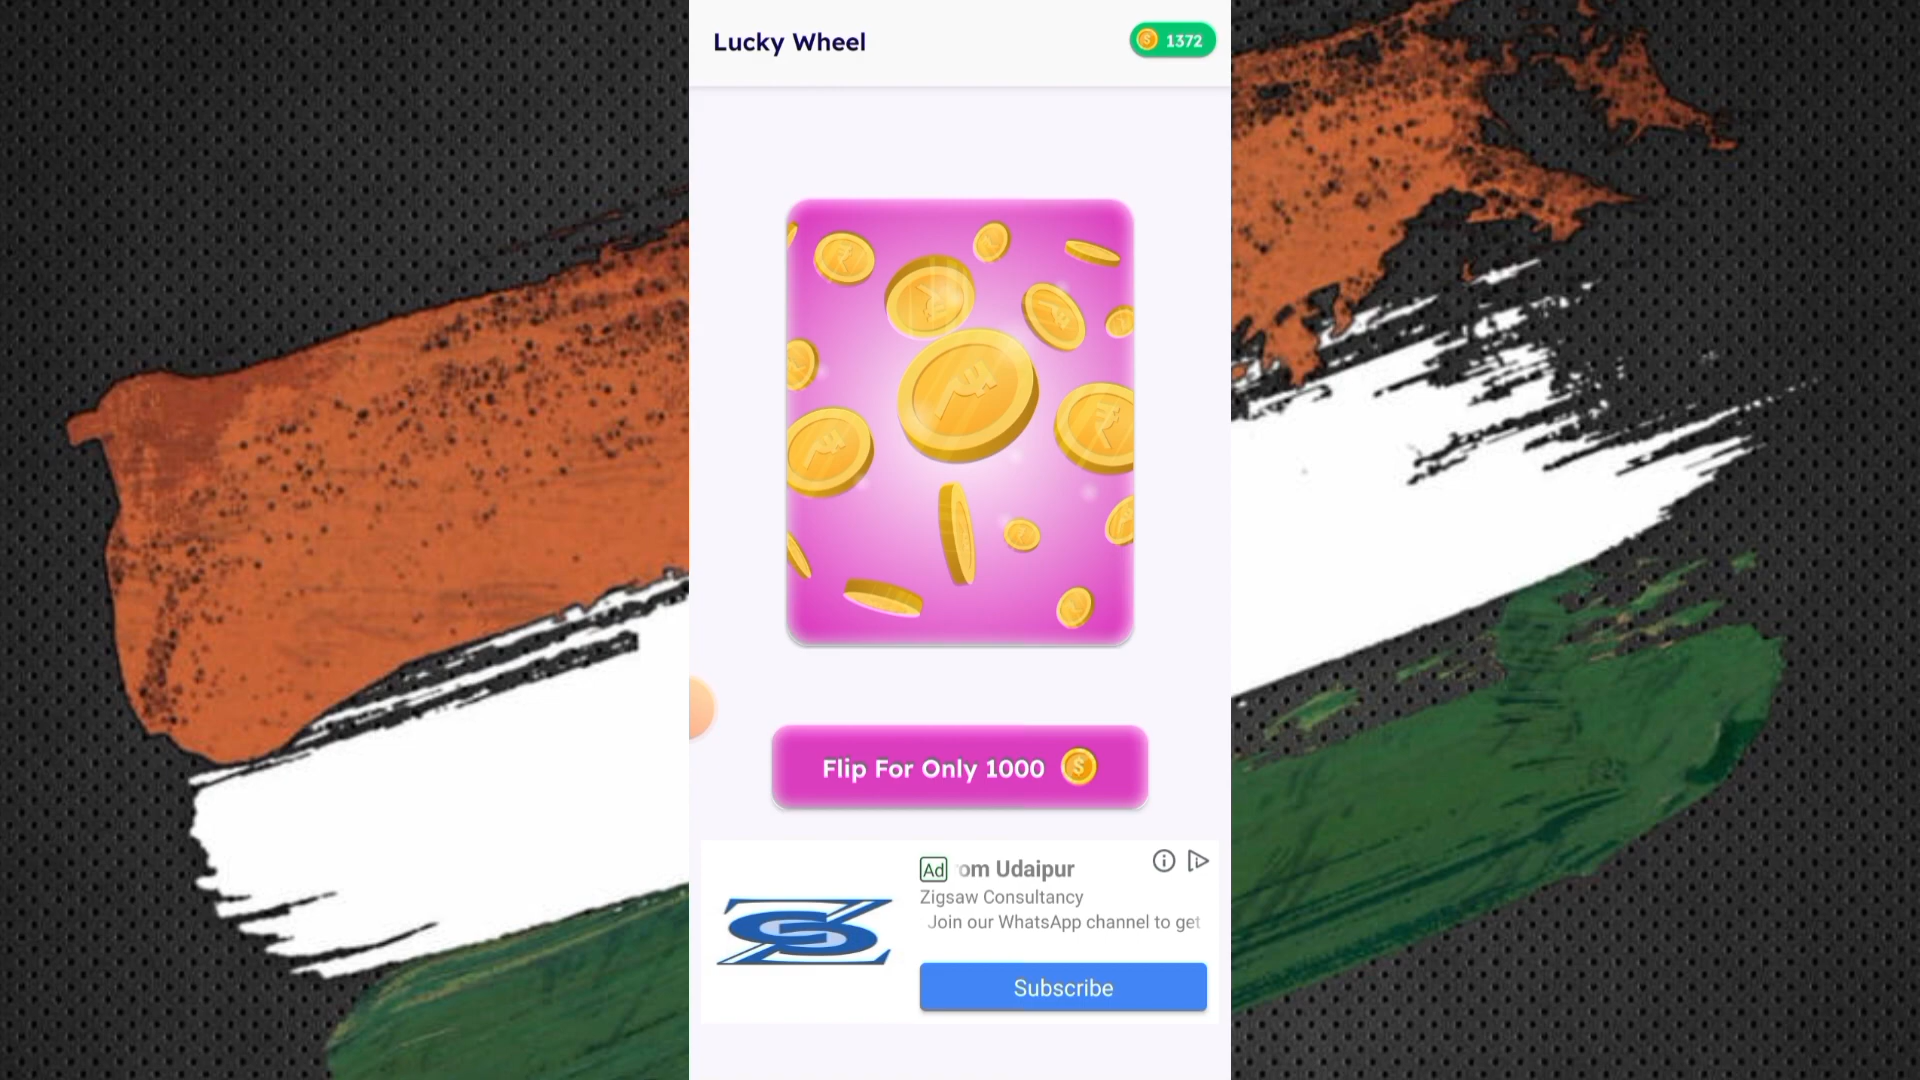 Lucky Wheel
1372
Flip For Only 1000
Ad om Udaipur
Zigsaw Consultancy
Join our WhatsApp channel to get
Subscribe